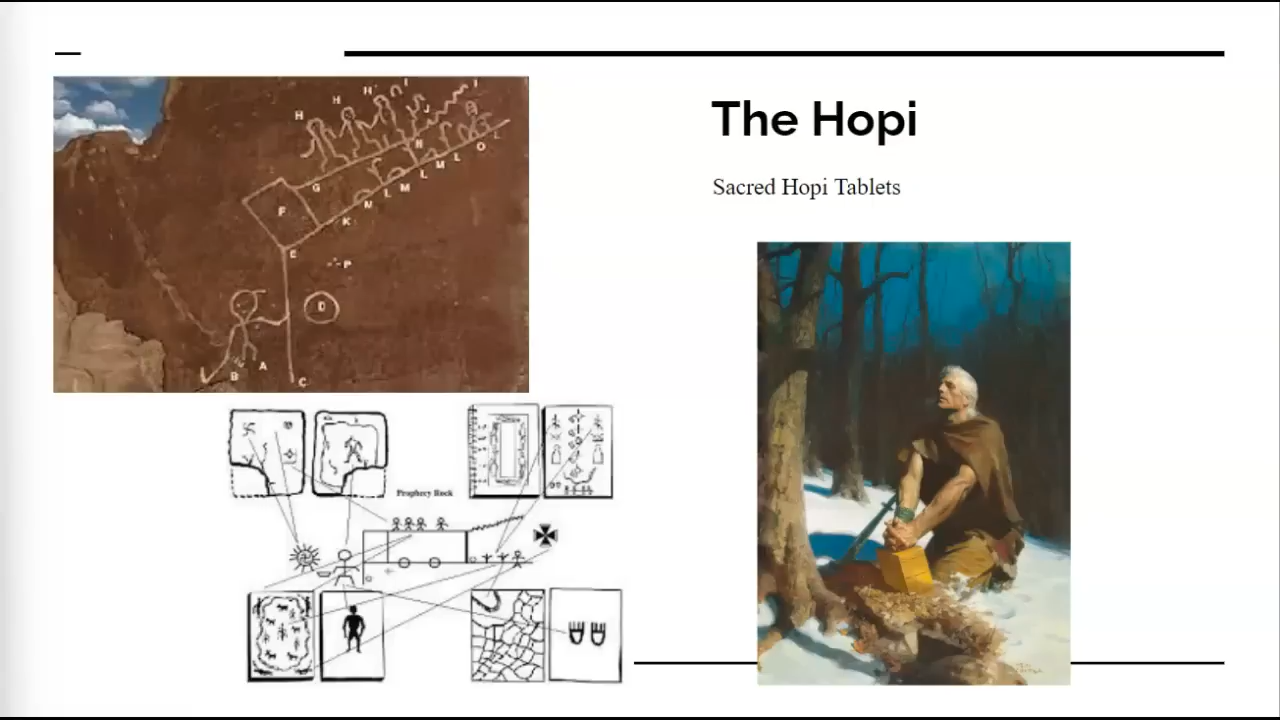 The Hopi
Sacred Hopi Tablets
H
H
H
I
I
J
N
G
O
L
M
L
L
M
F
L
N
K
E
P
D
A
B
C
Prophecy Rock